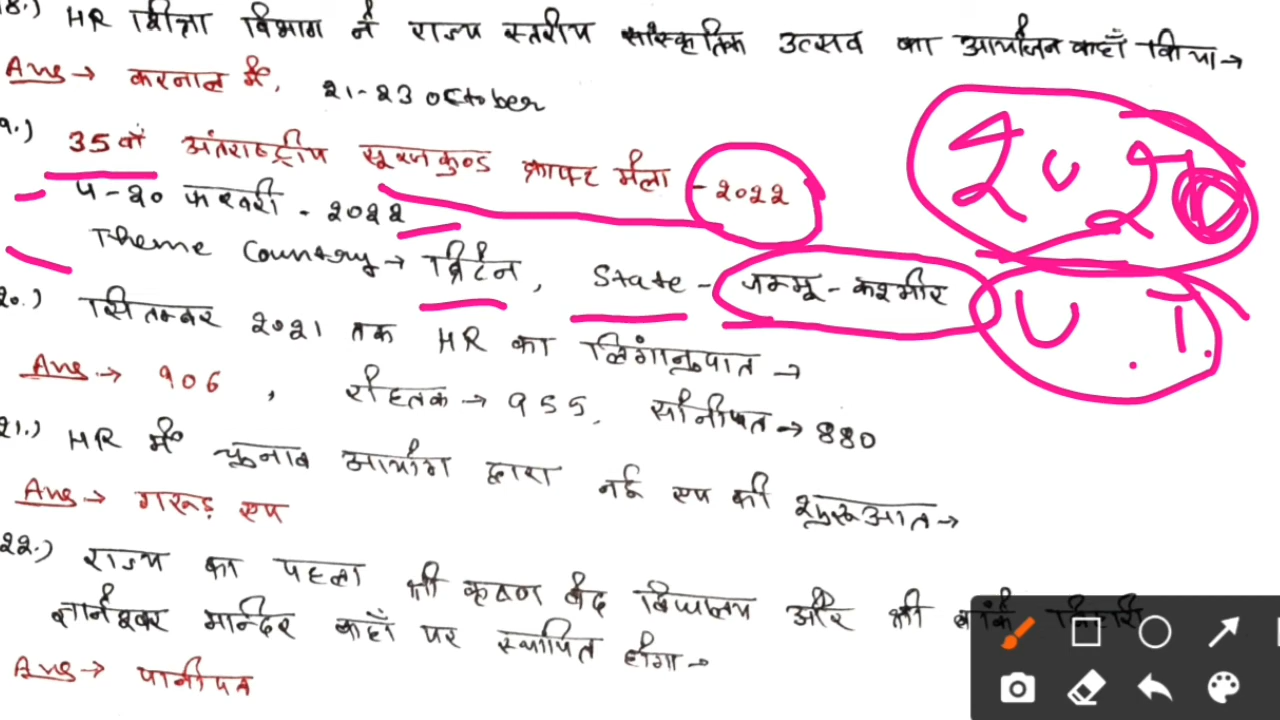 18.) HR शिक्षा विभाग ने राज्य स्तरीय सांस्कृतिक उत्सव का आयोजन कहाँ किया→
Ans → करनाल में, 21-23 october
9.) 35वां अंतराष्ट्रीय सूरजकुण्ड क्राफ्ट मेला - 2022
2020
4-20 फरवरी - 2022
Theme Country → ब्रिटेन, State - जम्मू-कश्मीर
U.T.
20.) सितम्बर 2021 तक HR का लिंगानुपात →
Ans → 906, रोहतक → 955, सोनीपत → 880
21.) HR में चुनाव आयोग द्वारा नई एप की शुरूआत →
Ans → गरूड़ एप
22.) राज्य का पहला श्री कृष्ण वेद विद्यालय और श्री बांके बिहारी
ज्ञानेश्वर मन्दिर कहाँ पर स्थापित होगा →
Ans → पानीपत